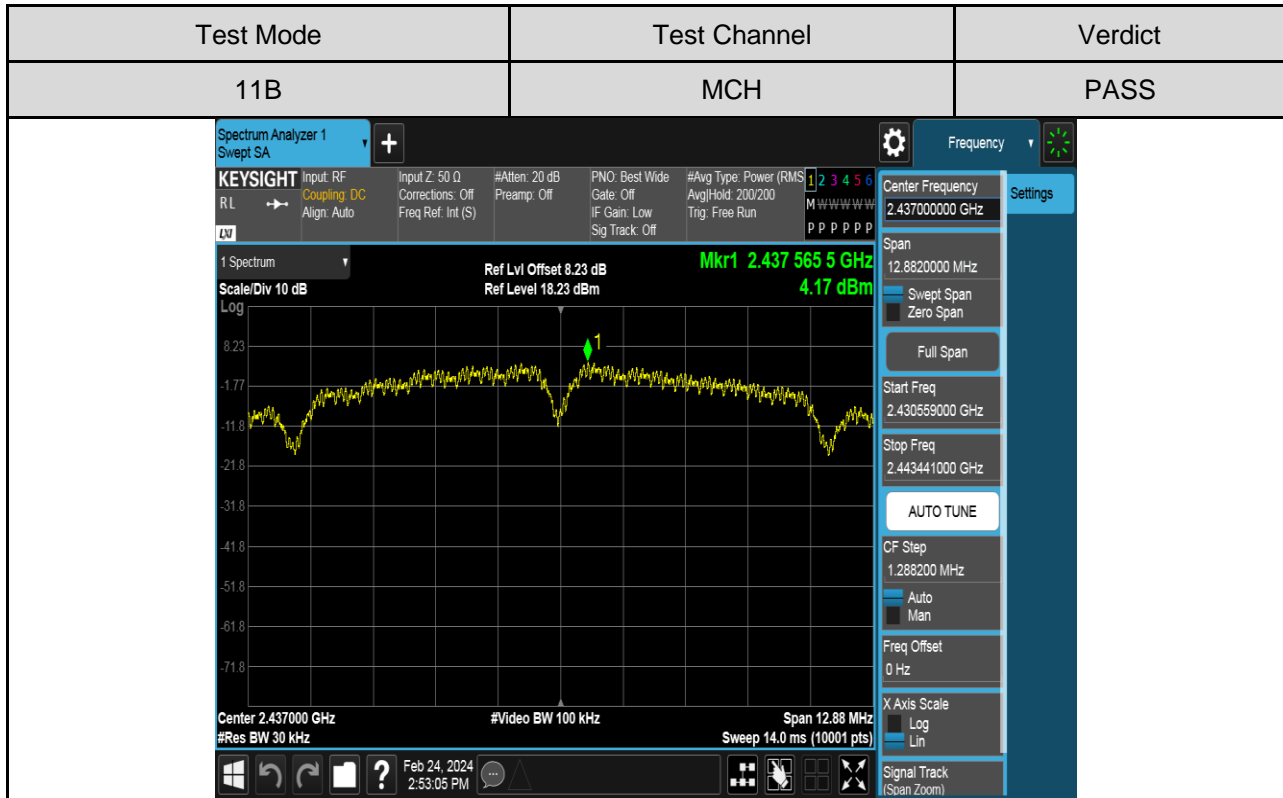 Test Mode Test Channel Verdict
11B MCH PASS
Spectrum Analyzer 1
Swept SA
+
Frequency
KEYSIGHT
RL
LXI
Input: RF
Coupling: DC
Align: Auto
Input Z: 50 Ω
Corrections: Off
Freq Ref: Int (S)
#Atten: 20 dB
Preamp: Off
PNO: Best Wide
Gate: Off
IF Gain: Low
Sig Track: Off
#Avg Type: Power (RMS
Avg|Hold: 200/200
Trig: Free Run
1 2 3 4 5 6
M W W W W W
P P P P P P
1 Spectrum
Scale/Div 10 dB
Ref Lvl Offset 8.23 dB
Ref Level 18.23 dBm
Mkr1 2.437 565 5 GHz
4.17 dBm
Log
1
8.23
-1.77
-11.8
-21.8
-31.8
-41.8
-51.8
-61.8
-71.8
Center 2.437000 GHz
#Res BW 30 kHz
#Video BW 100 kHz
Span 12.88 MHz
Sweep 14.0 ms (10001 pts)
Center Frequency
2.437000000 GHz
Settings
Span
12.8820000 MHz
Swept Span
Zero Span
Full Span
Start Freq
2.430559000 GHz
Stop Freq
2.443441000 GHz
AUTO TUNE
CF Step
1.288200 MHz
Auto
Man
Freq Offset
0 Hz
X Axis Scale
Log
Lin
Signal Track
(Span Zoom)
?
Feb 24, 2024
2:53:05 PM